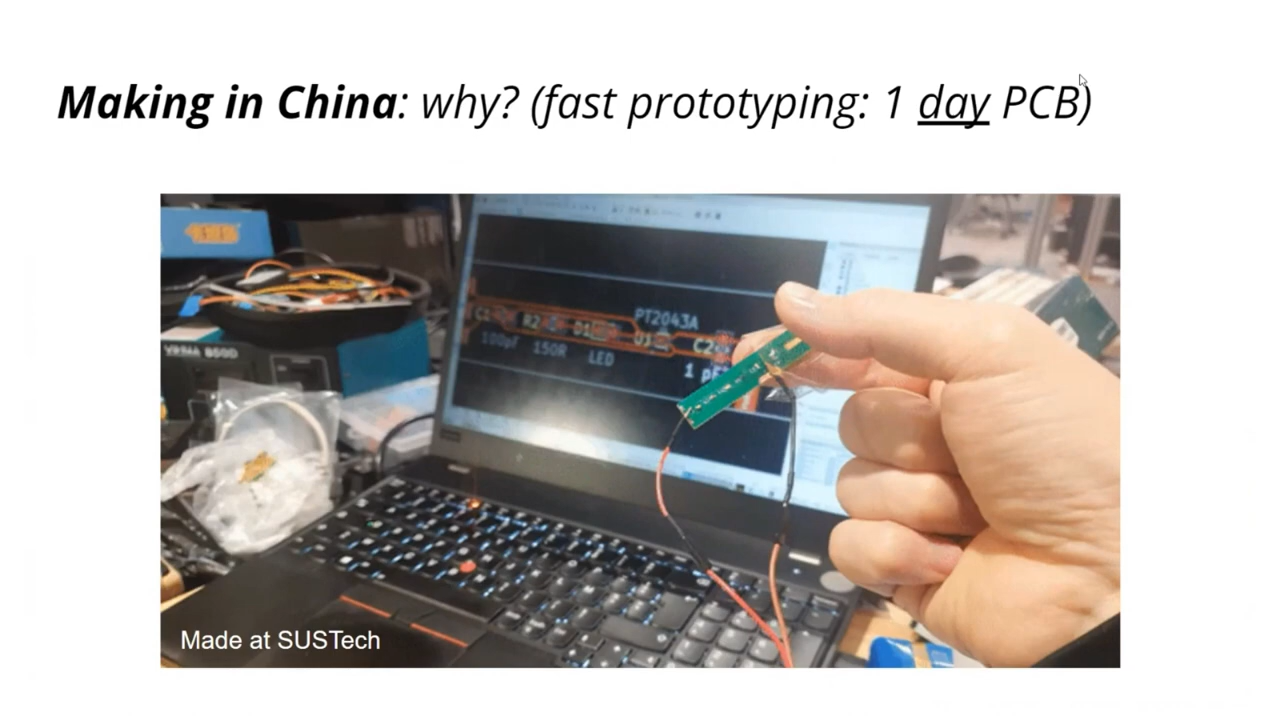 Making in China: why? (fast prototyping: 1 day PCB)
PT2043A
C1 R2 D1 U1 C2
100pF 150R LED
1 pF
Made at SUSTech